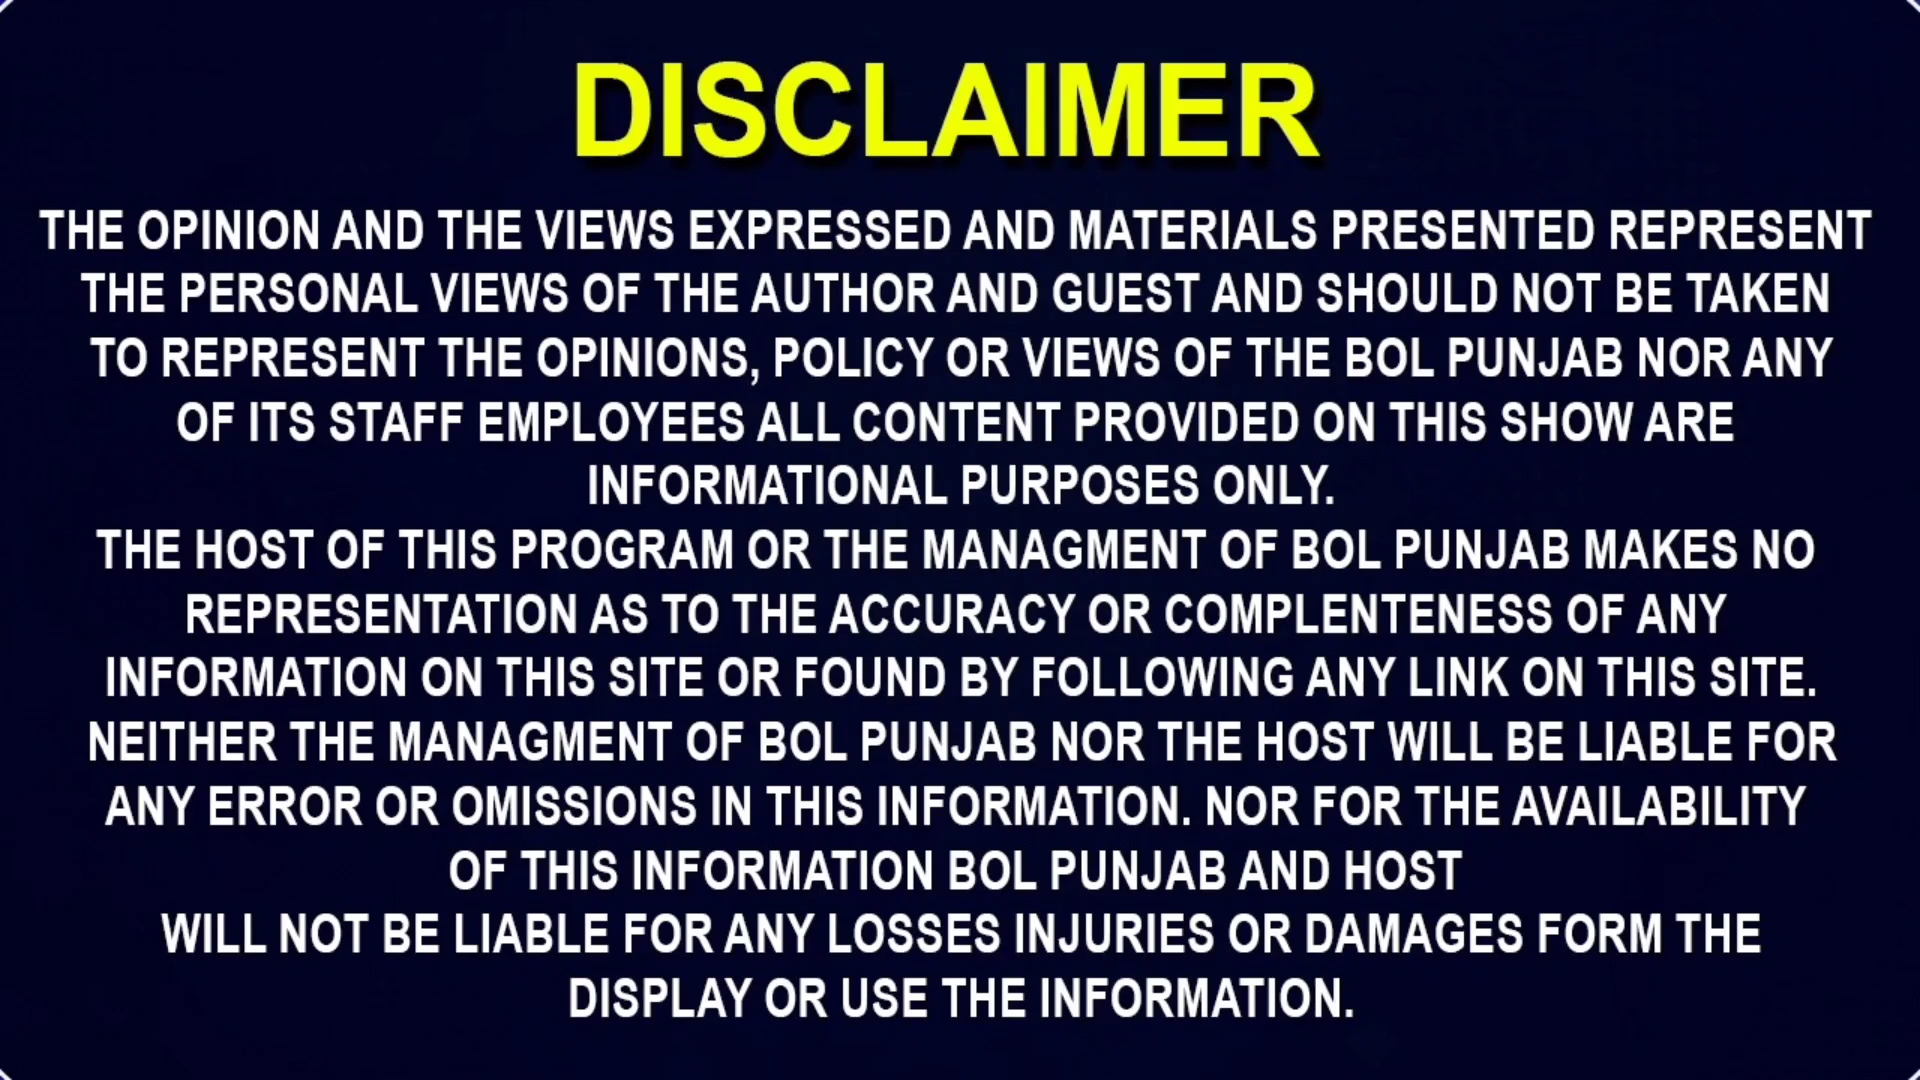 DISCLAIMER
THE OPINION AND THE VIEWS EXPRESSED AND MATERIALS PRESENTED REPRESENT
THE PERSONAL VIEWS OF THE AUTHOR AND GUEST AND SHOULD NOT BE TAKEN
TO REPRESENT THE OPINIONS, POLICY OR VIEWS OF THE BOL PUNJAB NOR ANY
OF ITS STAFF EMPLOYEES ALL CONTENT PROVIDED ON THIS SHOW ARE
INFORMATIONAL PURPOSES ONLY.
THE HOST OF THIS PROGRAM OR THE MANAGMENT OF BOL PUNJAB MAKES NO
REPRESENTATION AS TO THE ACCURACY OR COMPLENTENESS OF ANY
INFORMATION ON THIS SITE OR FOUND BY FOLLOWING ANY LINK ON THIS SITE.
NEITHER THE MANAGMENT OF BOL PUNJAB NOR THE HOST WILL BE LIABLE FOR
ANY ERROR OR OMISSIONS IN THIS INFORMATION. NOR FOR THE AVAILABILITY
OF THIS INFORMATION BOL PUNJAB AND HOST
WILL NOT BE LIABLE FOR ANY LOSSES INJURIES OR DAMAGES FORM THE
DISPLAY OR USE THE INFORMATION.